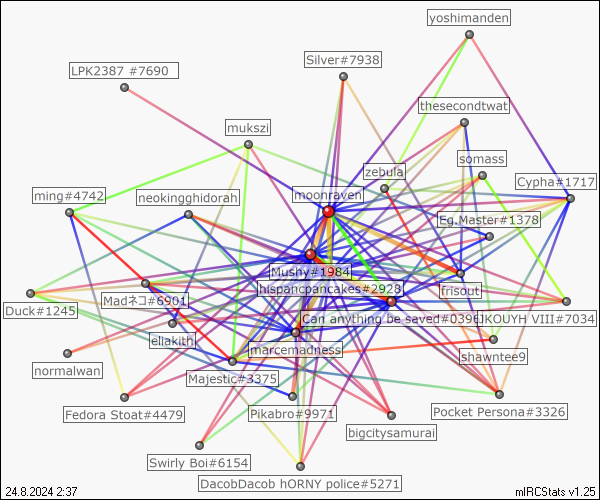 yoshimanden
Silver#7938
LPK2387 #7690
thesecondtwat
mukszi
somass
zebula
Cypha#1717
ming#4742
neokingghidorah
moonraven
Eg.Master#1378
Mushy#1984
hispancpancakes#2928
frisout
Madネコ#6901
Duck#1245
Can anything be saved#0396
JKOUYH VIII#7034
ellakith
marcemadness
shawntee9
normalwan
Majestic#3375
Fedora Stoat#4479
Pikabro#9971
Pocket Persona#3326
bigcitysamurai
Swirly Boi#6154
DacobDacob hORNY police#5271
24.8.2024 2:37
mIRCStats v1.25